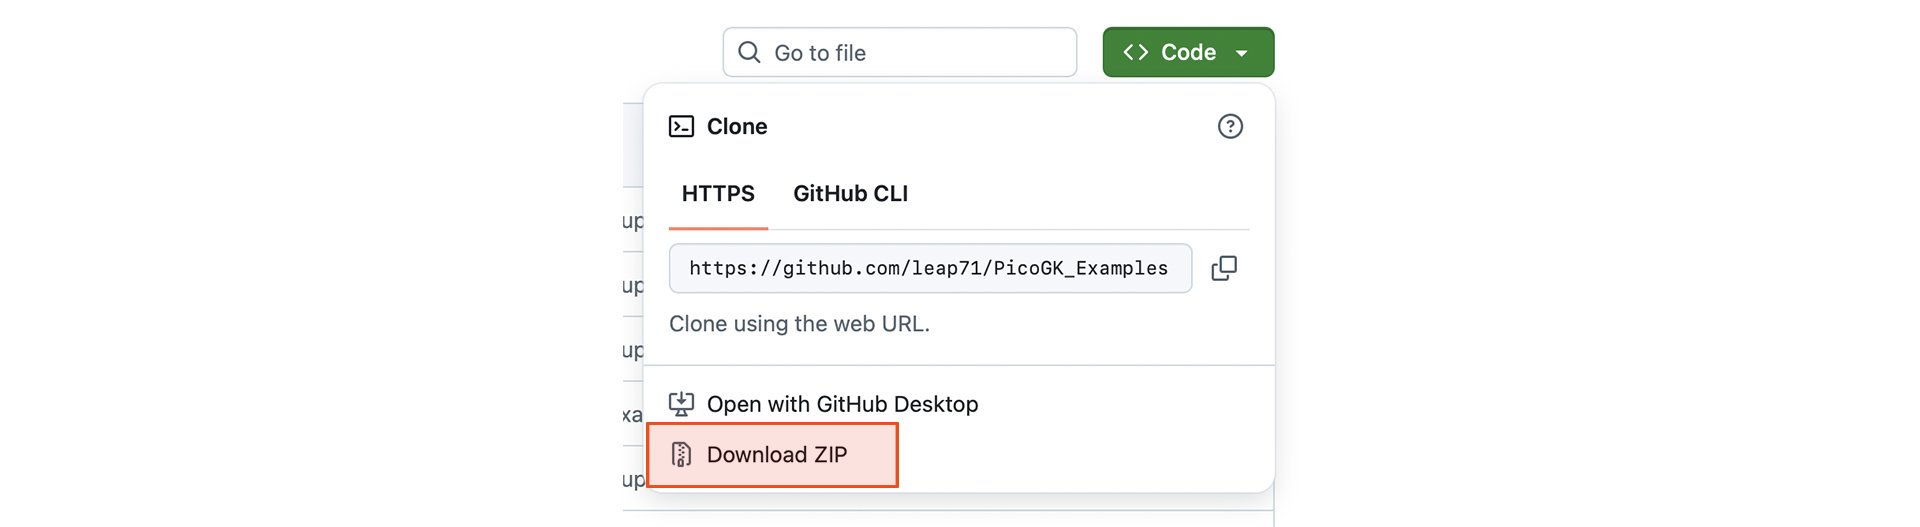 Go to file
Code
Clone
HTTPS GitHub CLI
up
https://github.com/leap71/PicoGK_Examples
up
Clone using the web URL.
up
Open with GitHub Desktop
xa
Download ZIP
up